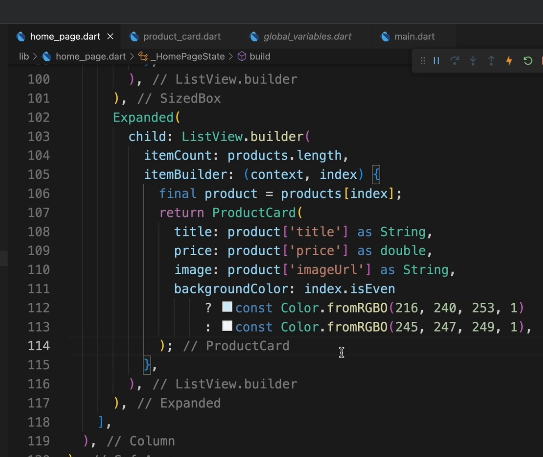 home_page.dart × product_card.dart global_variables.dart main.dart
lib > home_page.dart > _HomePageState > build
100 ), // ListView.builder
101 ), // SizedBox
102 Expanded(
103 child: ListView.builder(
104 itemCount: products.length,
105 itemBuilder: (context, index) {
106 final product = products[index];
107 return ProductCard(
108 title: product['title'] as String,
109 price: product['price'] as double,
110 image: product['imageUrl'] as String,
111 backgroundColor: index.isEven
112 ? const Color.fromRGBO(216, 240, 253, 1)
113 : const Color.fromRGBO(245, 247, 249, 1),
114 ); // ProductCard
115 },
116 ), // ListView.builder
117 ), // Expanded
118 ],
119 ), // Column